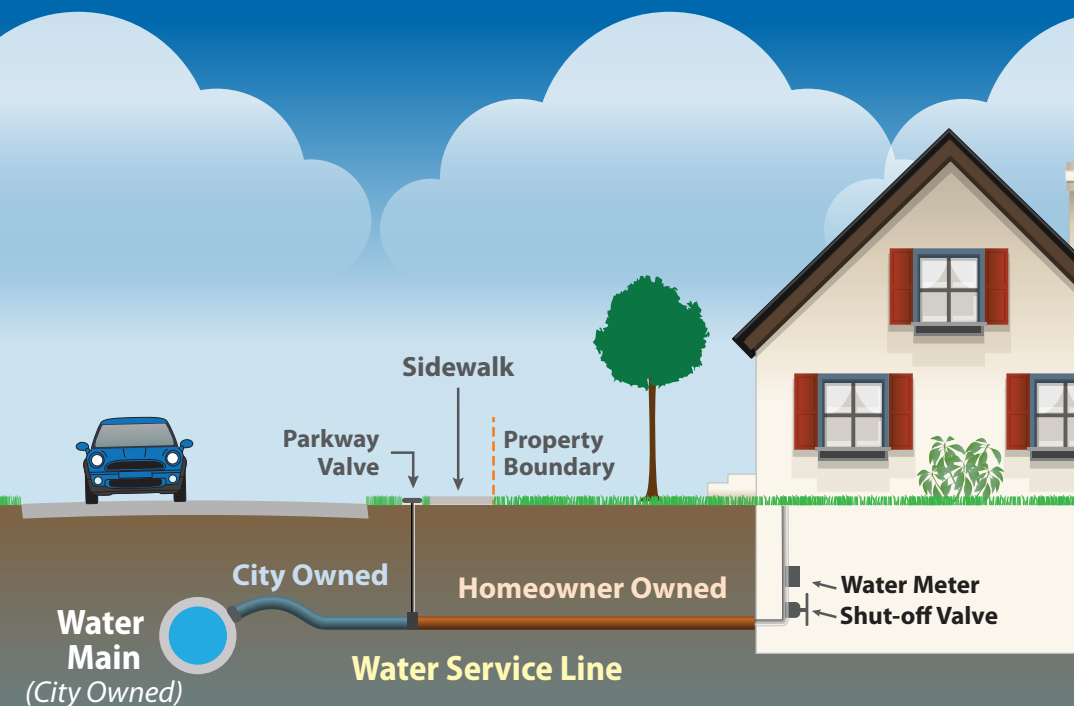 Sidewalk
Parkway
Valve
Property
Boundary
City Owned
Homeowner Owned
Water Meter
Shut-off Valve
Water
Main
(City Owned)
Water Service Line